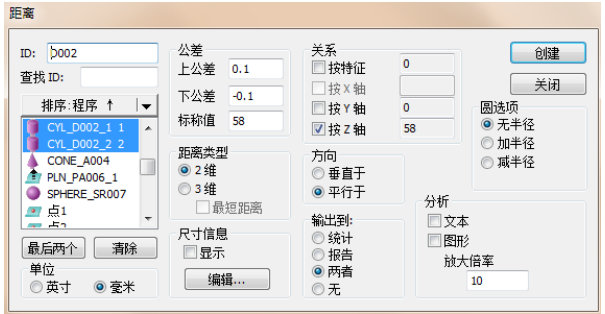 距离
ID: D002
查找 ID:
排序:程序 ↑
CYL_D002_1 1
CYL_D002_2 2
CONE_A004
PLN_PA006_1
SPHERE_SR007
点1
最后两个 清除
单位
英寸 毫米
公差
上公差 0.1
下公差 -0.1
标称值 58
距离类型
2 维
3 维
最短距离
尺寸信息
显示
编辑...
关系
按特征 0
按 X 轴
按 Y 轴 0
按 Z 轴 58
方向
垂直于
平行于
输出到:
统计
报告
两者
无
创建
关闭
圆选项
无半径
加半径
减半径
分析
文本
图形
放大倍率
10